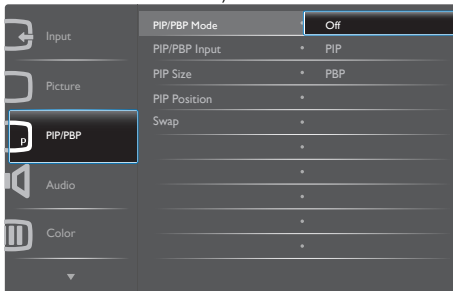 Input
Picture
P
PIP/PBP
Audio
Color
PIP/PBP Mode • Off
PIP/PBP Input • PIP
PIP Size • PBP
PIP Position •
Swap •
•
•
•
•
•